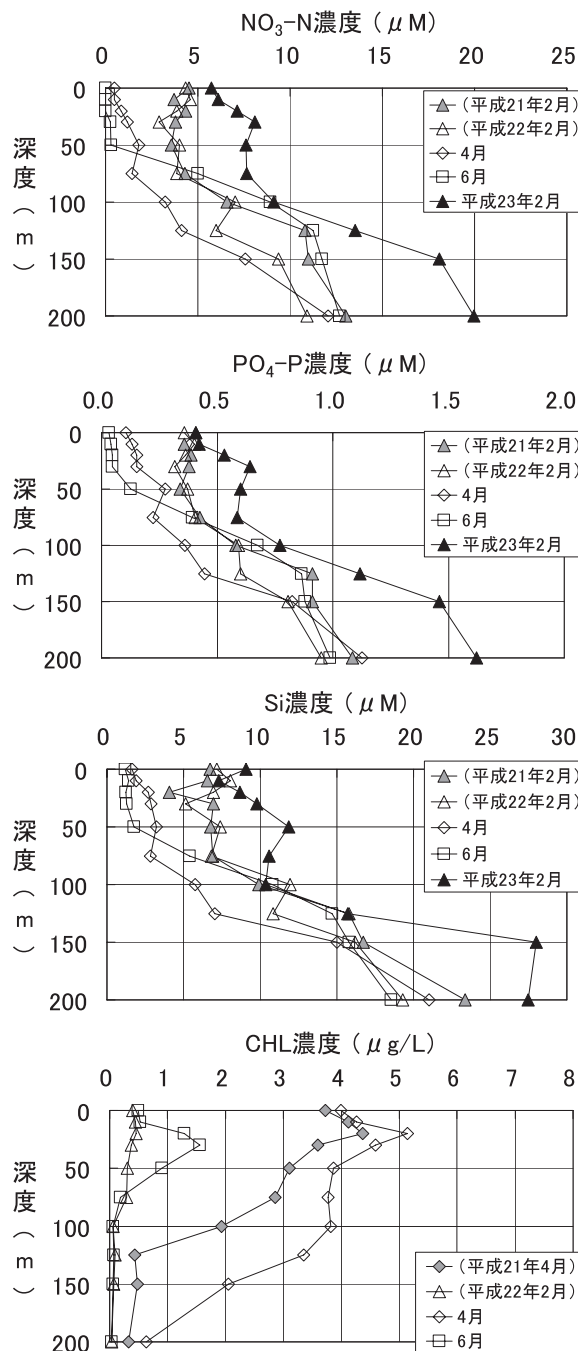 NO₃-N濃度（μM）
0 5 10 15 20 25
0
50
100
150
200
深度（m）
(平成21年2月)
(平成22年2月)
4月
6月
平成23年2月
PO₄-P濃度（μM）
0.0 0.5 1.0 1.5 2.0
0
50
100
150
200
深度（m）
(平成21年2月)
(平成22年2月)
4月
6月
平成23年2月
Si濃度（μM）
0 5 10 15 20 25 30
0
50
100
150
200
深度（m）
(平成21年2月)
(平成22年2月)
4月
6月
平成23年2月
CHL濃度（μg/L）
0 1 2 3 4 5 6 7 8
0
50
100
150
200
深度（m）
(平成21年4月)
(平成22年2月)
4月
6月